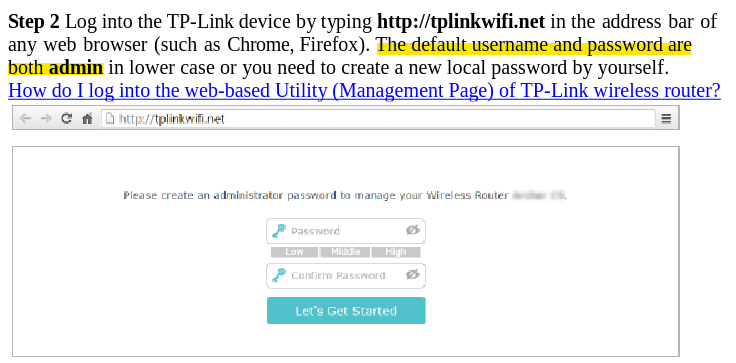 Step 2 Log into the TP-Link device by typing http://tplinkwifi.net in the address bar of
any web browser (such as Chrome, Firefox). The default username and password are
both admin in lower case or you need to create a new local password by yourself.
How do I log into the web-based Utility (Management Page) of TP-Link wireless router?
http://tplinkwifi.net
Please create an administrator password to manage your Wireless Router
Password
Low Middle High
Confirm Password
Let's Get Started